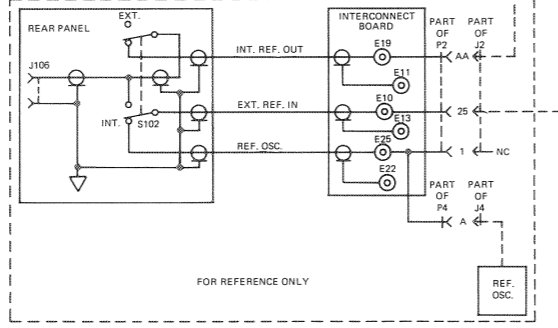 EXT.
REAR PANEL
J106
INT.
S102
INT. REF. OUT
EXT. REF. IN
REF. OSC.
INTERCONNECT
BOARD
E19
E11
E10
E13
E25
E22
PART
OF
P2
PART
OF
J2
AA
25
1
NC
PART
OF
P4
PART
OF
J4
A
FOR REFERENCE ONLY
REF.
OSC.